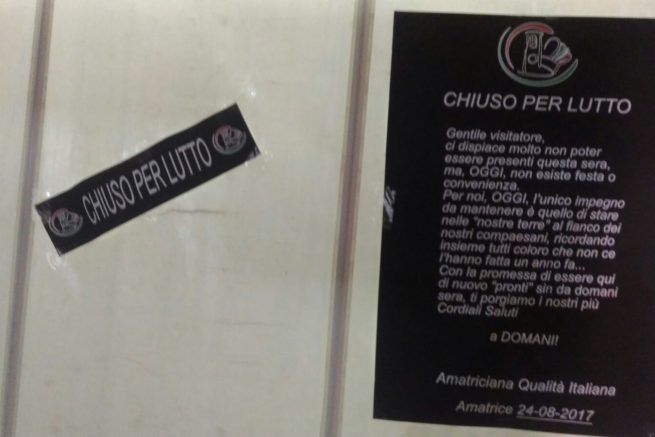 CHIUSO PER LUTTO
CHIUSO PER LUTTO
Gentile visitatore,
ci dispiace molto non poter
essere presenti questa sera,
ma, OGGI, non esiste festa o
convenienza.
Per noi, OGGI, l'unico impegno
da mantenere è quello di stare
nelle "nostre terre" al fianco dei
nostri compaesani, ricordando
insieme tutti coloro che non ce
l'hanno fatta un anno fa...
Con la promessa di essere qui
di nuovo "pronti" sin da domani
sera, ti porgiamo i nostri più
Cordiali Saluti
a DOMANI!
Amatriciana Qualità Italiana
Amatrice 24-08-2017